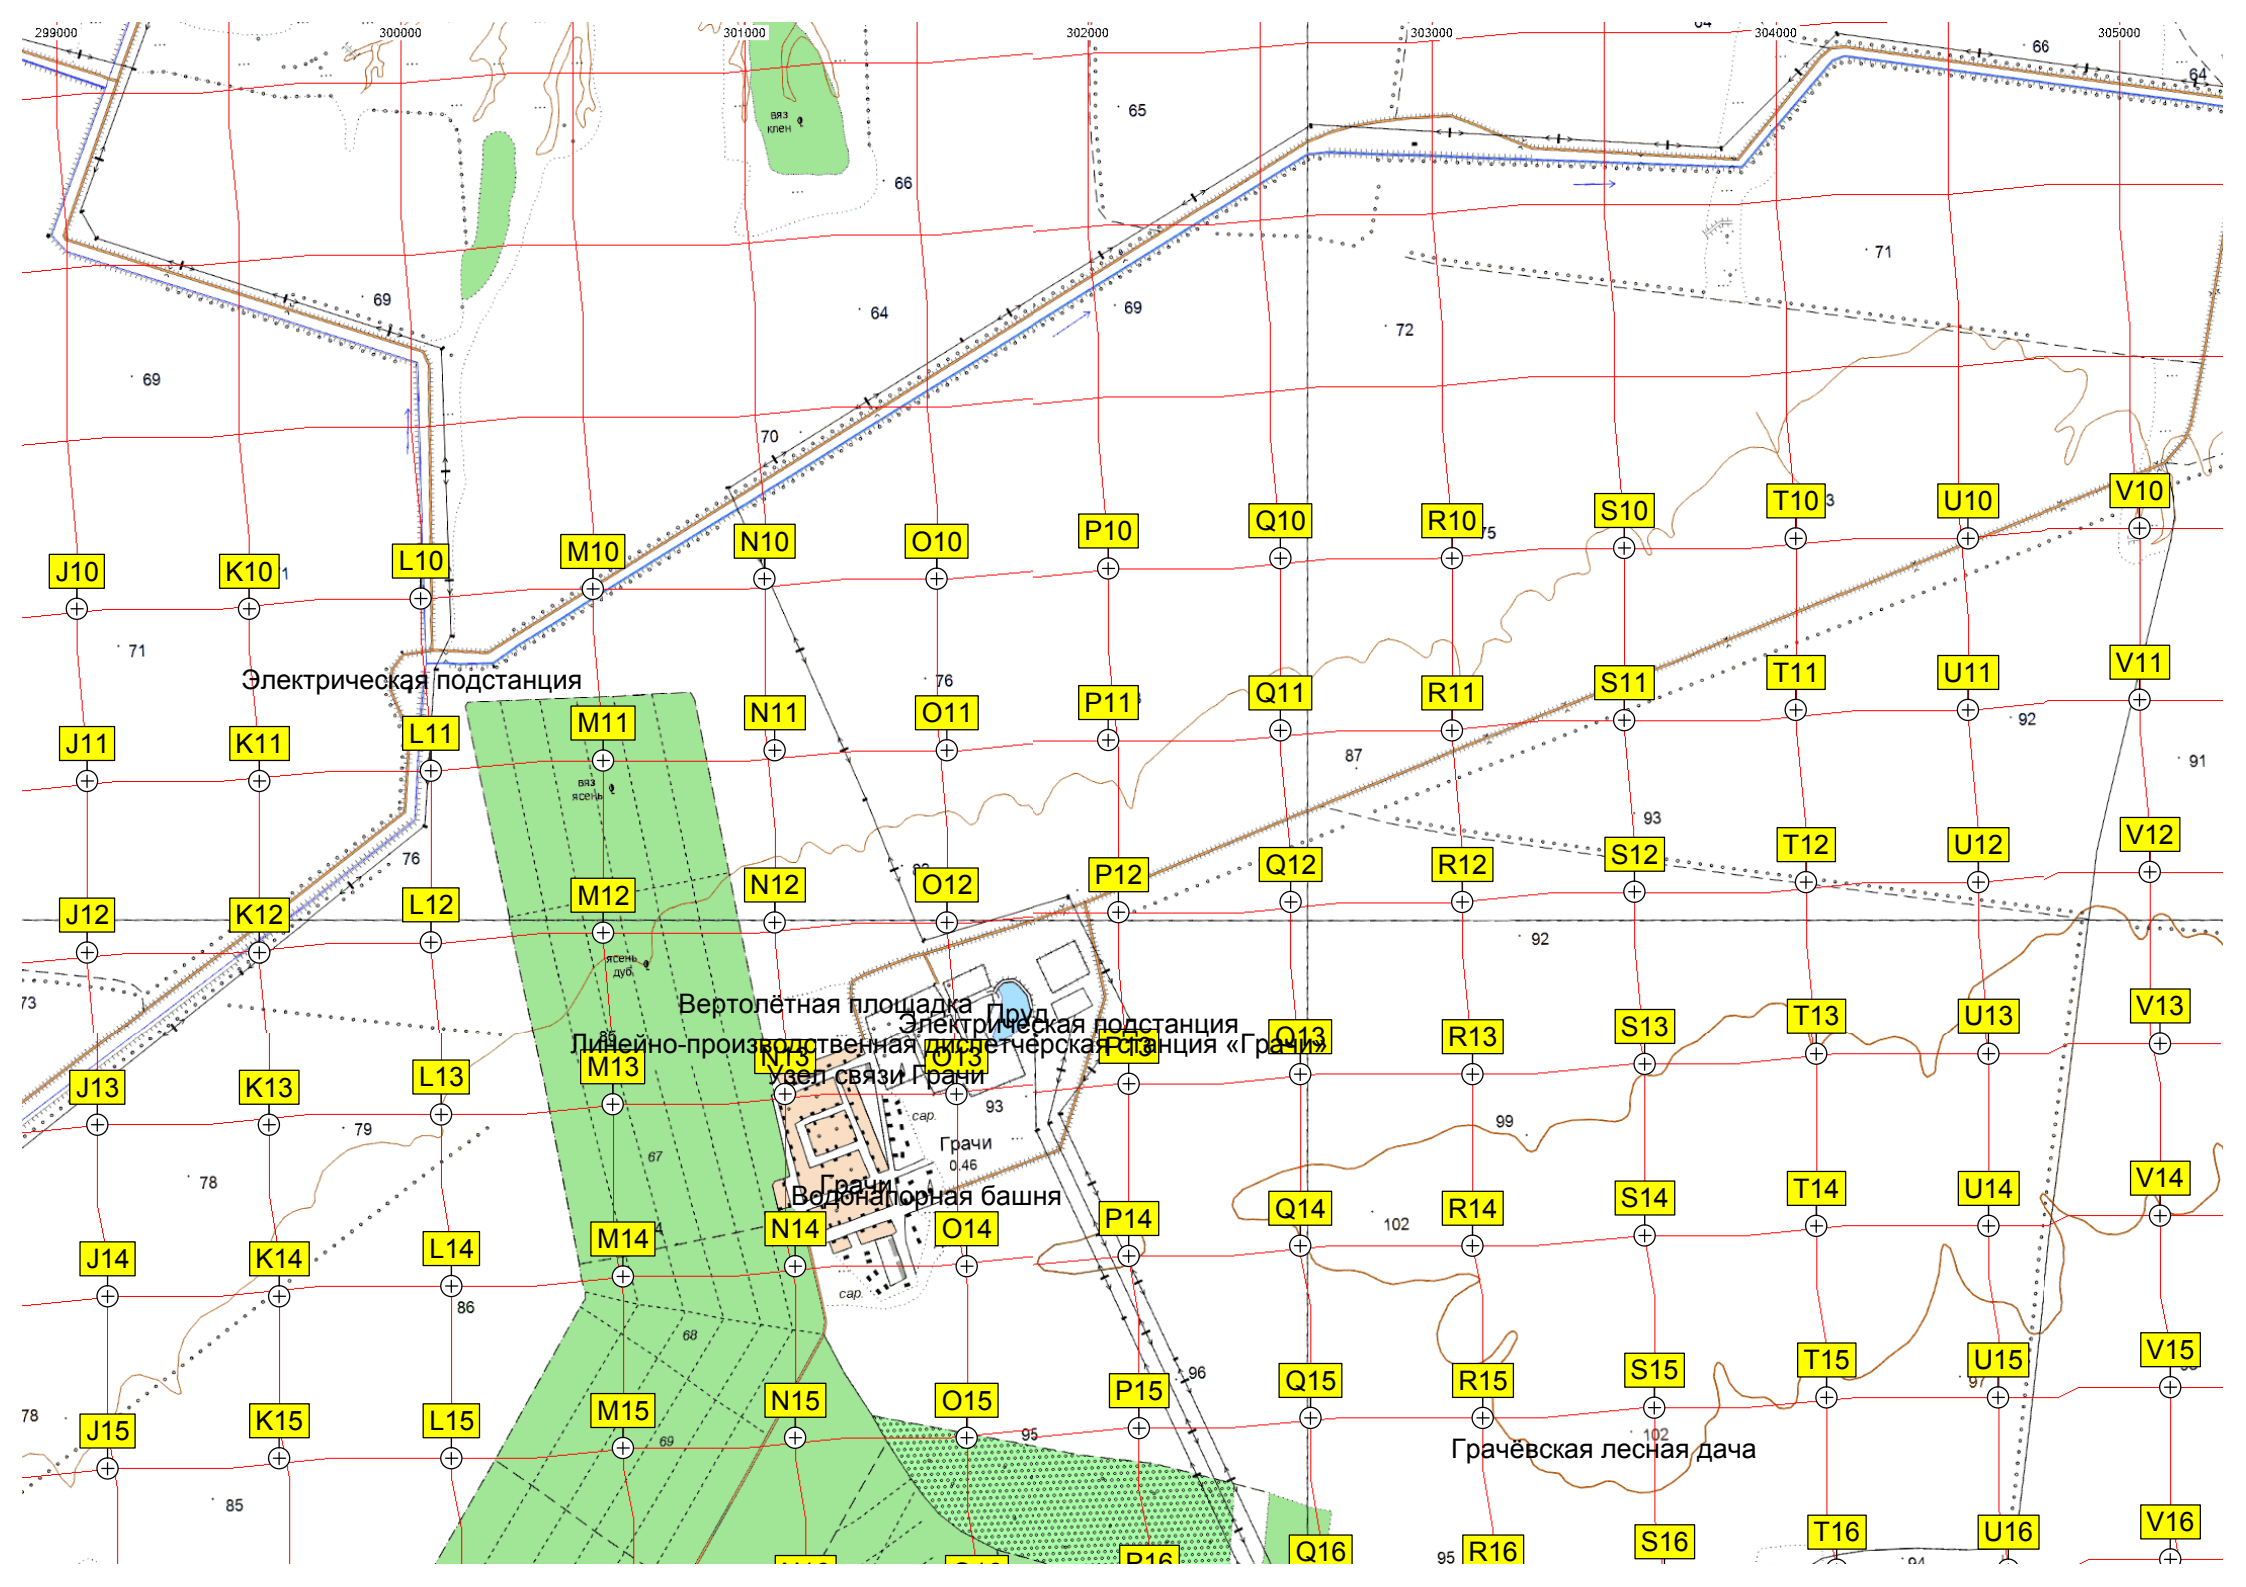 299000 300000 301000 302000 303000 304000 305000
64 66
64
65
вяз
клен
66
71
69 64 69
72
69
70
J10 K10 L10 M10 N10 O10 P10 Q10 R10 S10 T10 U10 V10
1 75 3
71
Электрическая подстанция
76
J11 K11 L11 M11 N11 O11 P11 Q11 R11 S11 T11 U11 V11
92
87
91
вяз
ясень
93
76
J12 K12 L12 M12 N12 O12 P12 Q12 R12 S12 T12 U12 V12
92
ясень
дуб
73
Вертолётная площадка
Пруд
Электрическая подстанция
Линейно-производственная диспетчерская станция «Грачи»
Узел связи Грачи
J13 K13 L13 M13 N13 O13 P13 Q13 R13 S13 T13 U13 V13
93
сар.
79
99
Грачи
0.46
67
78
Грачи
Водонапорная башня
102
J14 K14 L14 M14 N14 O14 P14 Q14 R14 S14 T14 U14 V14
сар.
86
68
96
97
J15 K15 L15 M15 N15 O15 P15 Q15 R15 S15 T15 U15 V15
78
69
95
102
Грачёвская лесная дача
85
P16 Q16 R16 S16 T16 U16 V16
95
94